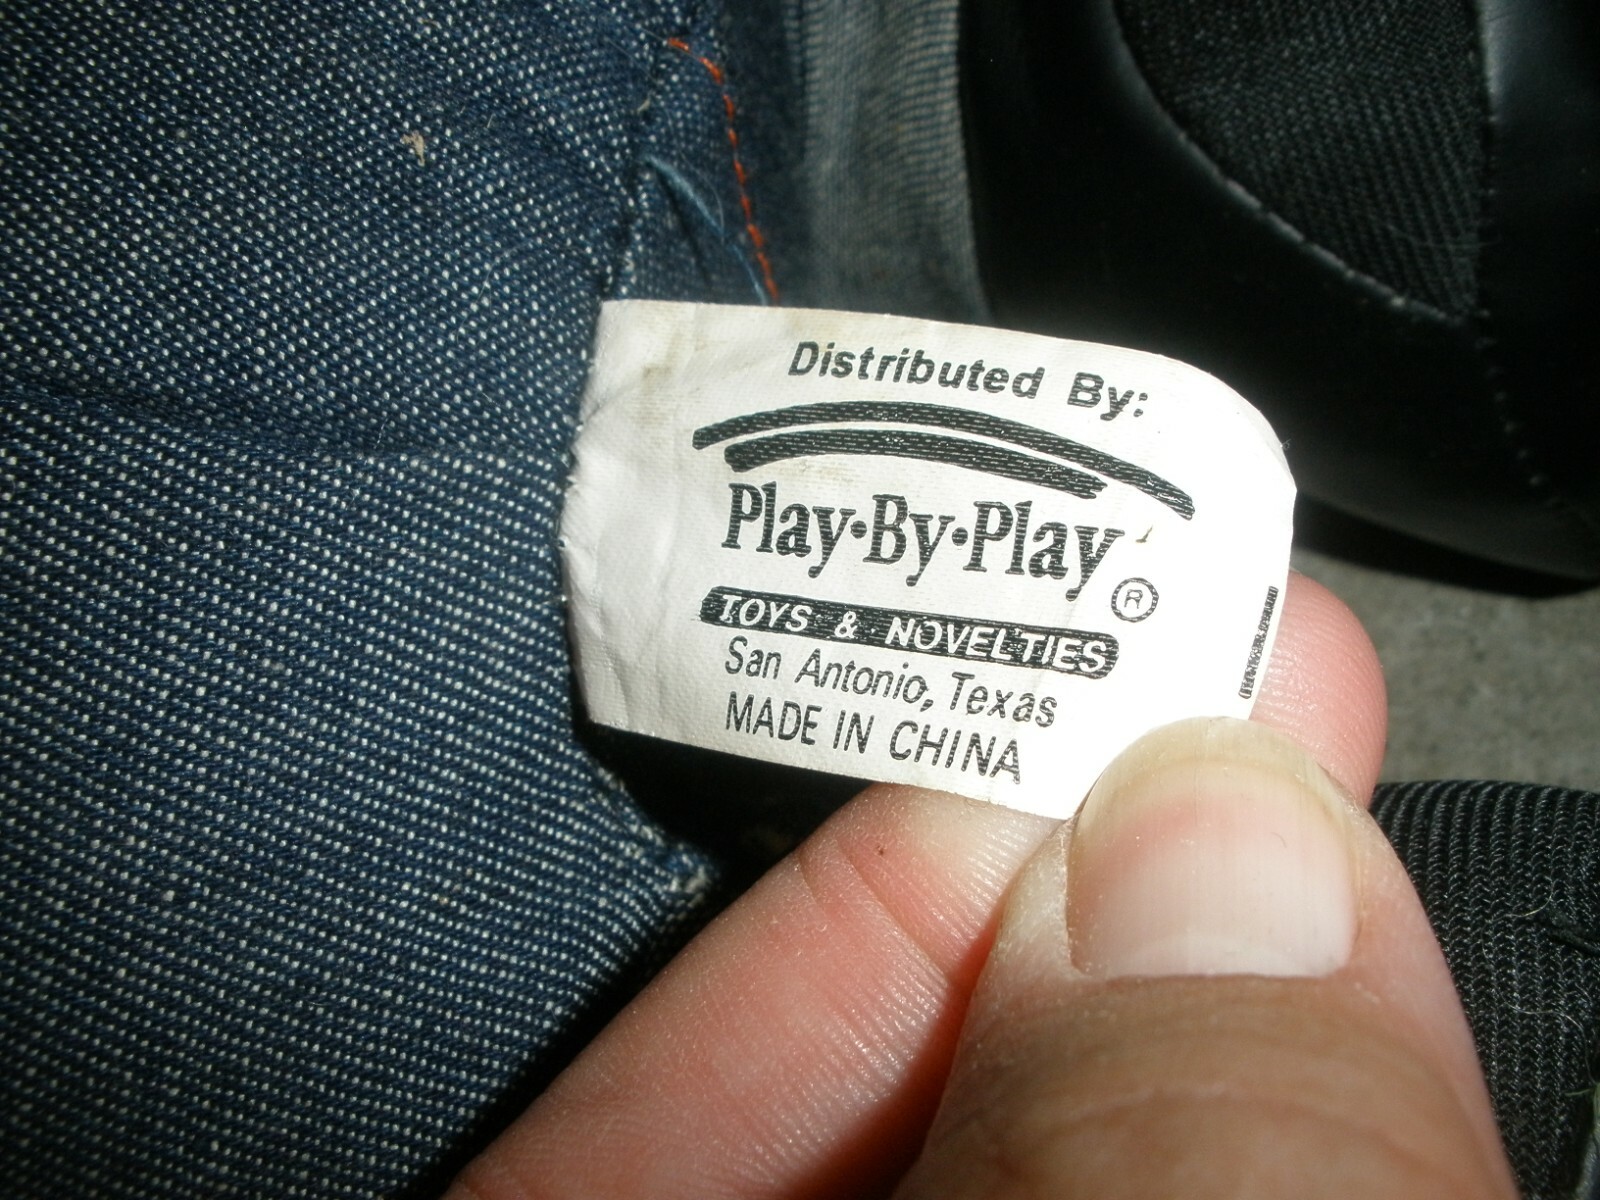 Distributed By:
Play·By·Play ®
TOYS & NOVELTIES
San Antonio, Texas
MADE IN CHINA